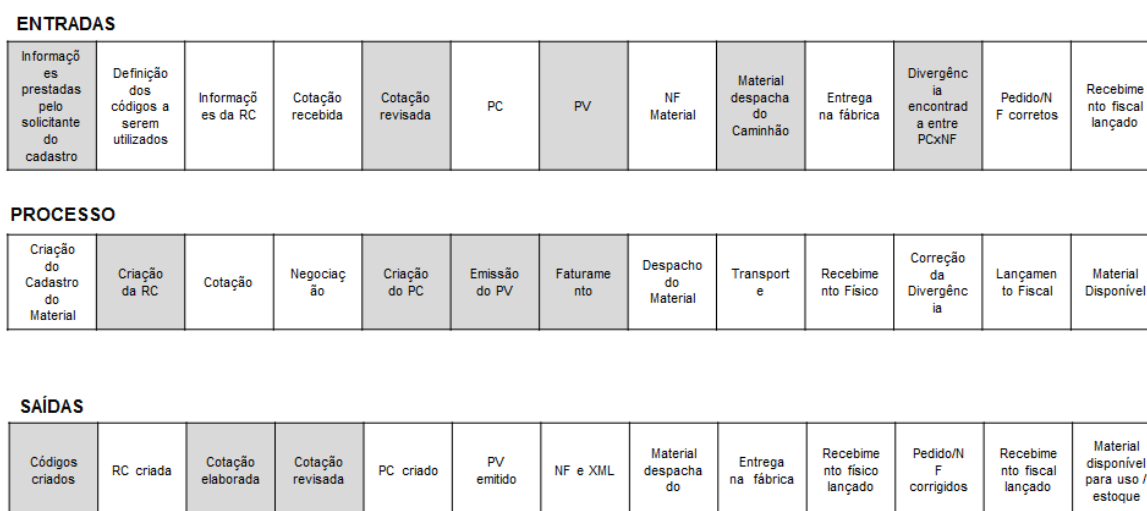 ENTRADAS
Informaçõ
es
prestadas
pelo
solicitante
do
cadastro
Definição
dos
códigos a
serem
utilizados
Informaçõ
es da RC
Cotação
recebida
Cotação
revisada
PC
PV
NF
Material
Material
despacha
do
Caminhão
Entrega
na fábrica
Divergênc
ia
encontrad
a entre
PCxNF
Pedido/N
F corretos
Recebime
nto fiscal
lançado
PROCESSO
Criação
do
Cadastro
do
Material
Criação
da RC
Cotação
Negociaç
ão
Criação
do PC
Emissão
do PV
Faturame
nto
Despacho
do
Material
Transport
e
Recebime
nto Físico
Correção
da
Divergênc
ia
Lançamen
to Fiscal
Material
Disponível
SAÍDAS
Códigos
criados
RC criada
Cotação
elaborada
Cotação
revisada
PC criado
PV
emitido
NF e XML
Material
despacha
do
Entrega
na fábrica
Recebime
nto físico
lançado
Pedido/N
F
corrigidos
Recebime
nto fiscal
lançado
Material
disponível
para uso /
estoque